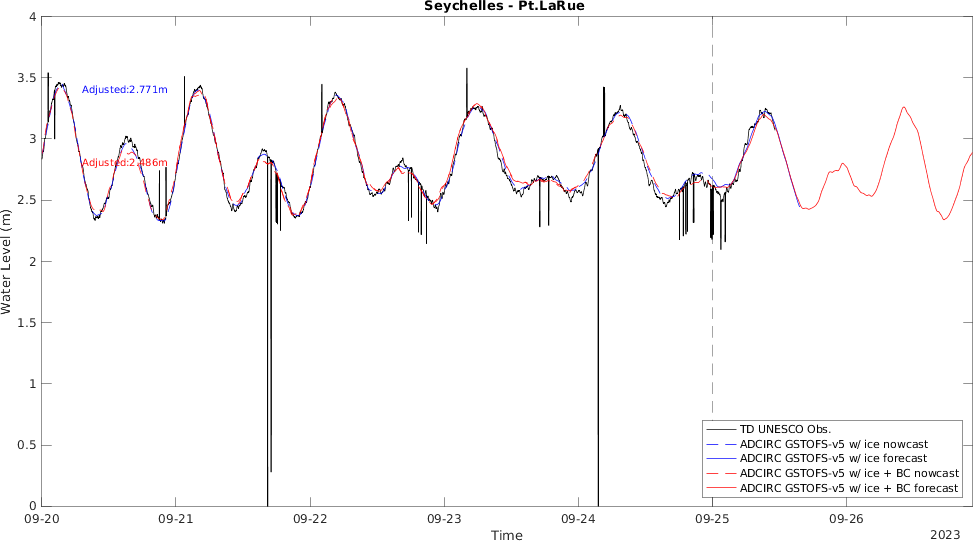 Seychelles - Pt.LaRue
4
3.5
3
2.5
2
1.5
1
0.5
0
Water Level (m)
Adjusted:2.771m
Adjusted:2.486m
TD UNESCO Obs.
ADCIRC GSTOFS-v5 w/ ice nowcast
ADCIRC GSTOFS-v5 w/ ice forecast
ADCIRC GSTOFS-v5 w/ ice + BC nowcast
ADCIRC GSTOFS-v5 w/ ice + BC forecast
09-20 09-21 09-22 09-23 09-24 09-25 09-26
Time
2023